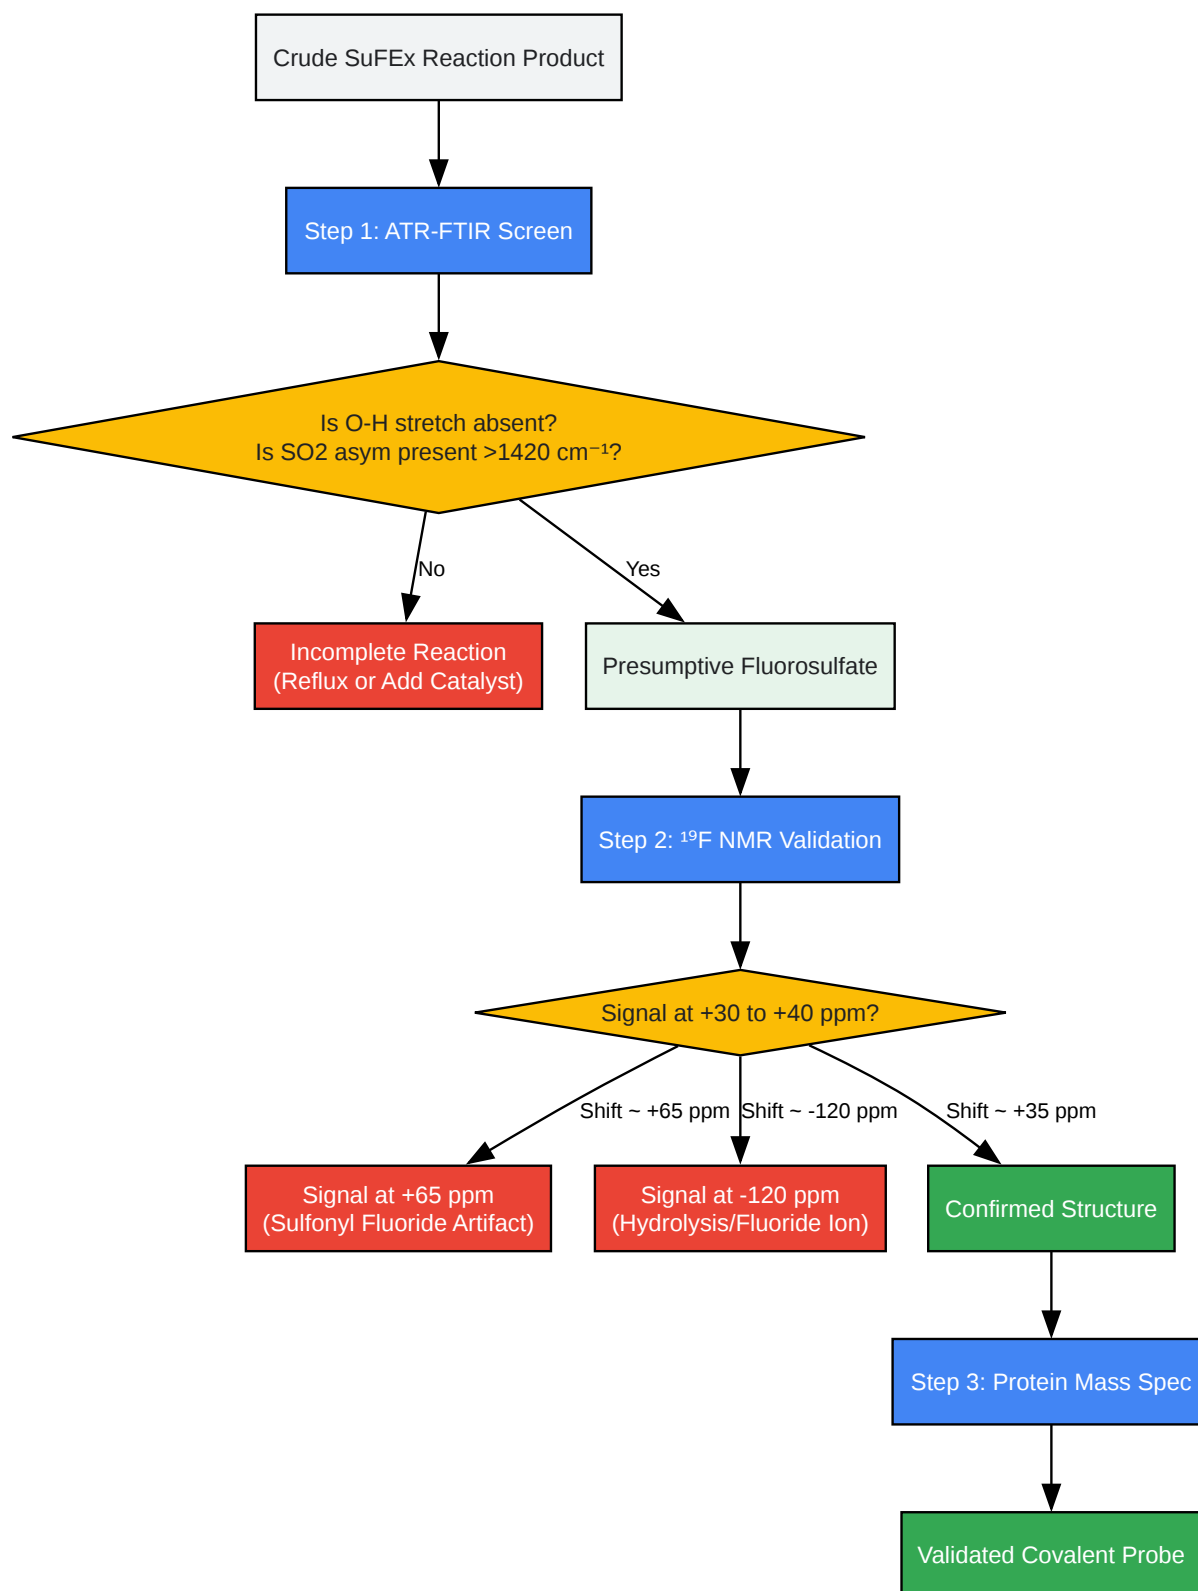 Crude SuFEx Reaction Product
Step 1: ATR-FTIR Screen
Is O-H stretch absent?
Is SO2 asym present >1420 cm⁻¹?
No
Yes
Incomplete Reaction
(Reflux or Add Catalyst)
Presumptive Fluorosulfate
Step 2: ¹⁹F NMR Validation
Signal at +30 to +40 ppm?
Shift ~ +65 ppm
Shift ~ -120 ppm
Shift ~ +35 ppm
Signal at +65 ppm
(Sulfonyl Fluoride Artifact)
Signal at -120 ppm
(Hydrolysis/Fluoride Ion)
Confirmed Structure
Step 3: Protein Mass Spec
Validated Covalent Probe